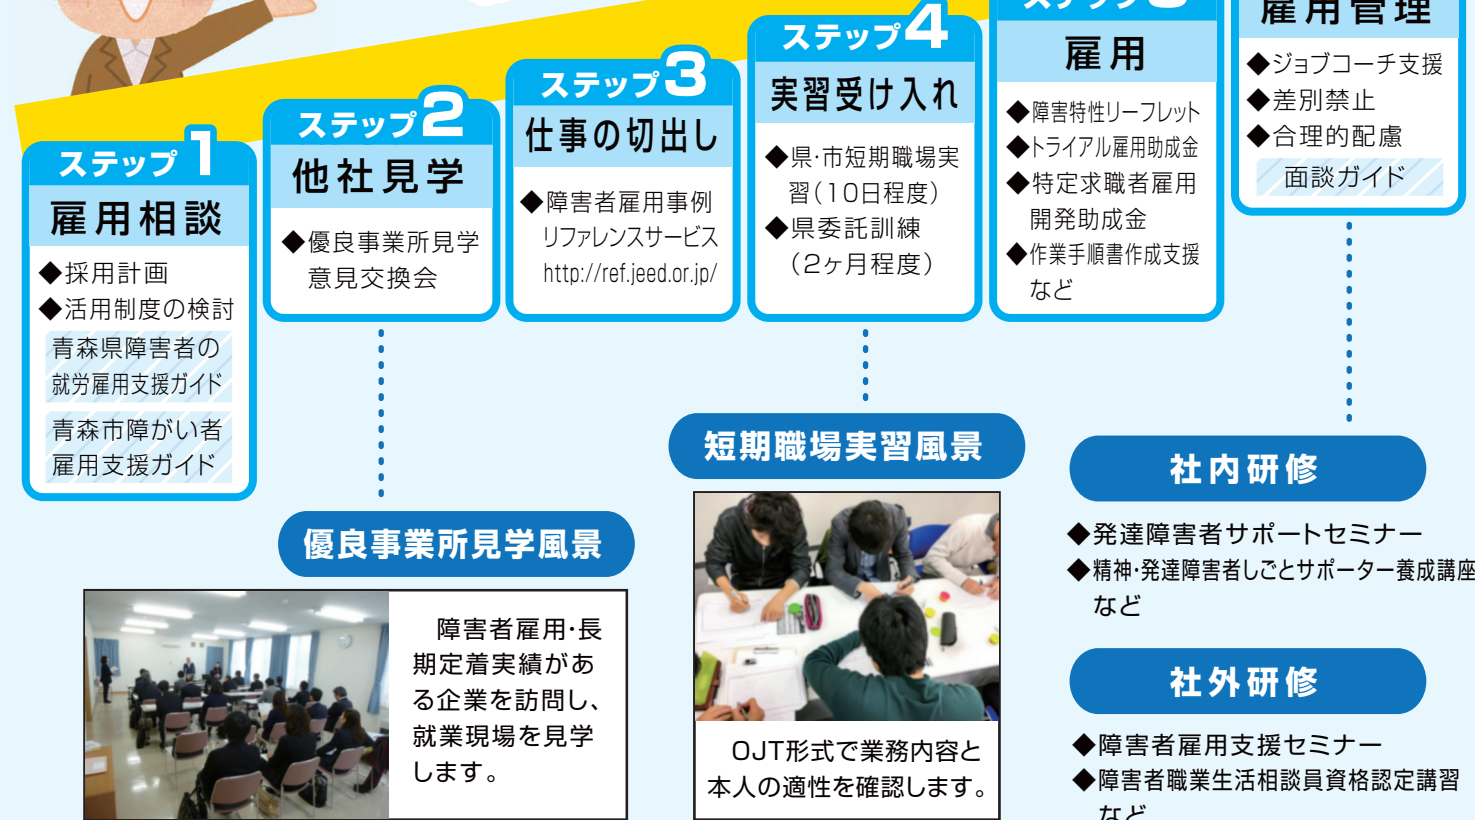 ステップ1
雇用相談
◆採用計画
◆活用制度の検討
青森県障害者の
就労雇用支援ガイド
青森市障がい者
雇用支援ガイド
ステップ2
他社見学
◆優良事業所見学
意見交換会
ステップ3
仕事の切出し
◆障害者雇用事例
リファレンスサービス
http://ref.jeed.or.jp/
ステップ4
実習受け入れ
◆県・市短期職場実
習(10日程度)
◆県委託訓練
(2ヶ月程度)
ステップ
雇用
◆障害特性リーフレット
◆トライアル雇用助成金
◆特定求職者雇用
開発助成金
◆作業手順書作成支援
など
雇用管理
◆ジョブコーチ支援
◆差別禁止
◆合理的配慮
面談ガイド
優良事業所見学風景
障害者雇用・長
期定着実績があ
る企業を訪問し、
就業現場を見学
します。
短期職場実習風景
OJT形式で業務内容と
本人の適性を確認します。
社内研修
◆発達障害者サポートセミナー
◆精神・発達障害者しごとサポーター養成講座
など
社外研修
◆障害者雇用支援セミナー
◆障害者職業生活相談員資格認定講習
など